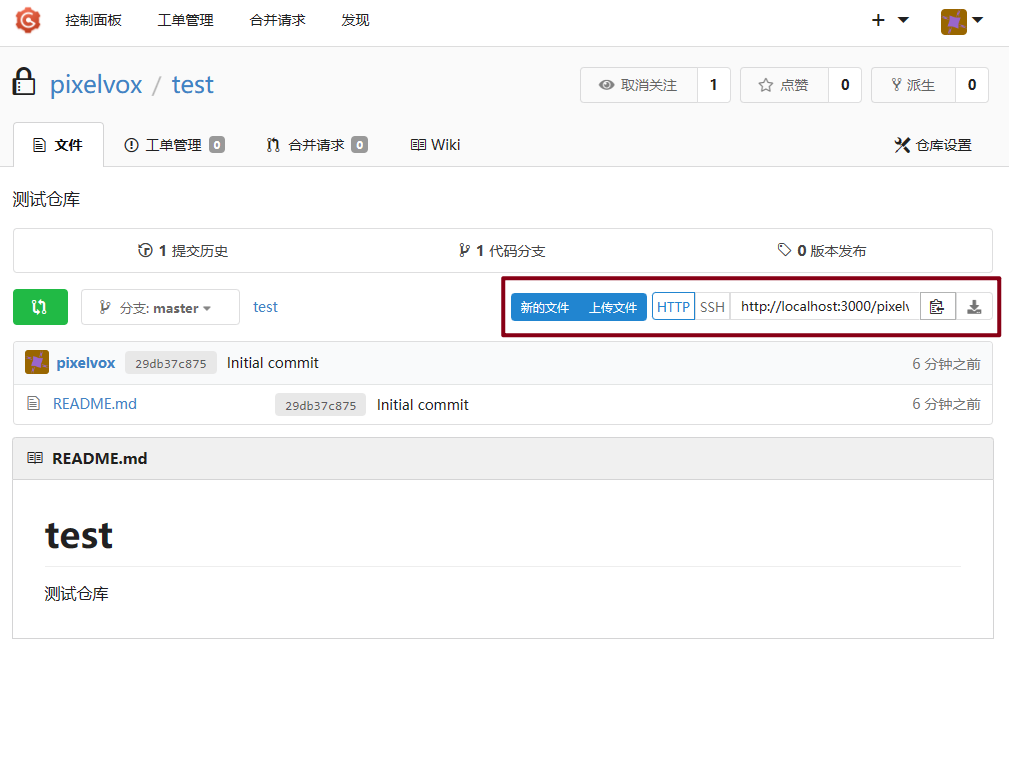 控制面板 工单管理 合并请求 发现
pixelvox / test 取消关注 1 点赞 0 派生 0
文件 工单管理 0 合并请求 0 Wiki 仓库设置
测试仓库
1 提交历史 1 代码分支 0 版本发布
分支: master test 新的文件 上传文件 HTTP SSH http://localhost:3000/pixelv
pixelvox 29db37c875 Initial commit 6 分钟之前
README.md 29db37c875 Initial commit 6 分钟之前
README.md
test
测试仓库